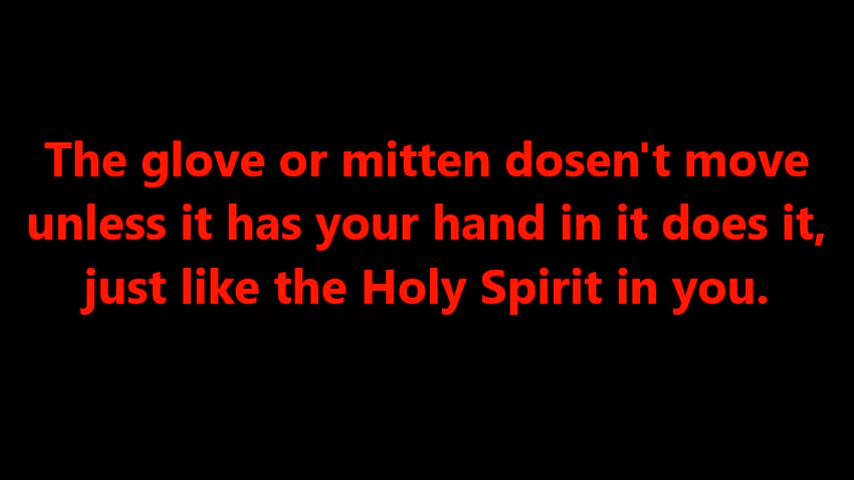 The glove or mitten dosen't move
unless it has your hand in it does it,
just like the Holy Spirit in you.